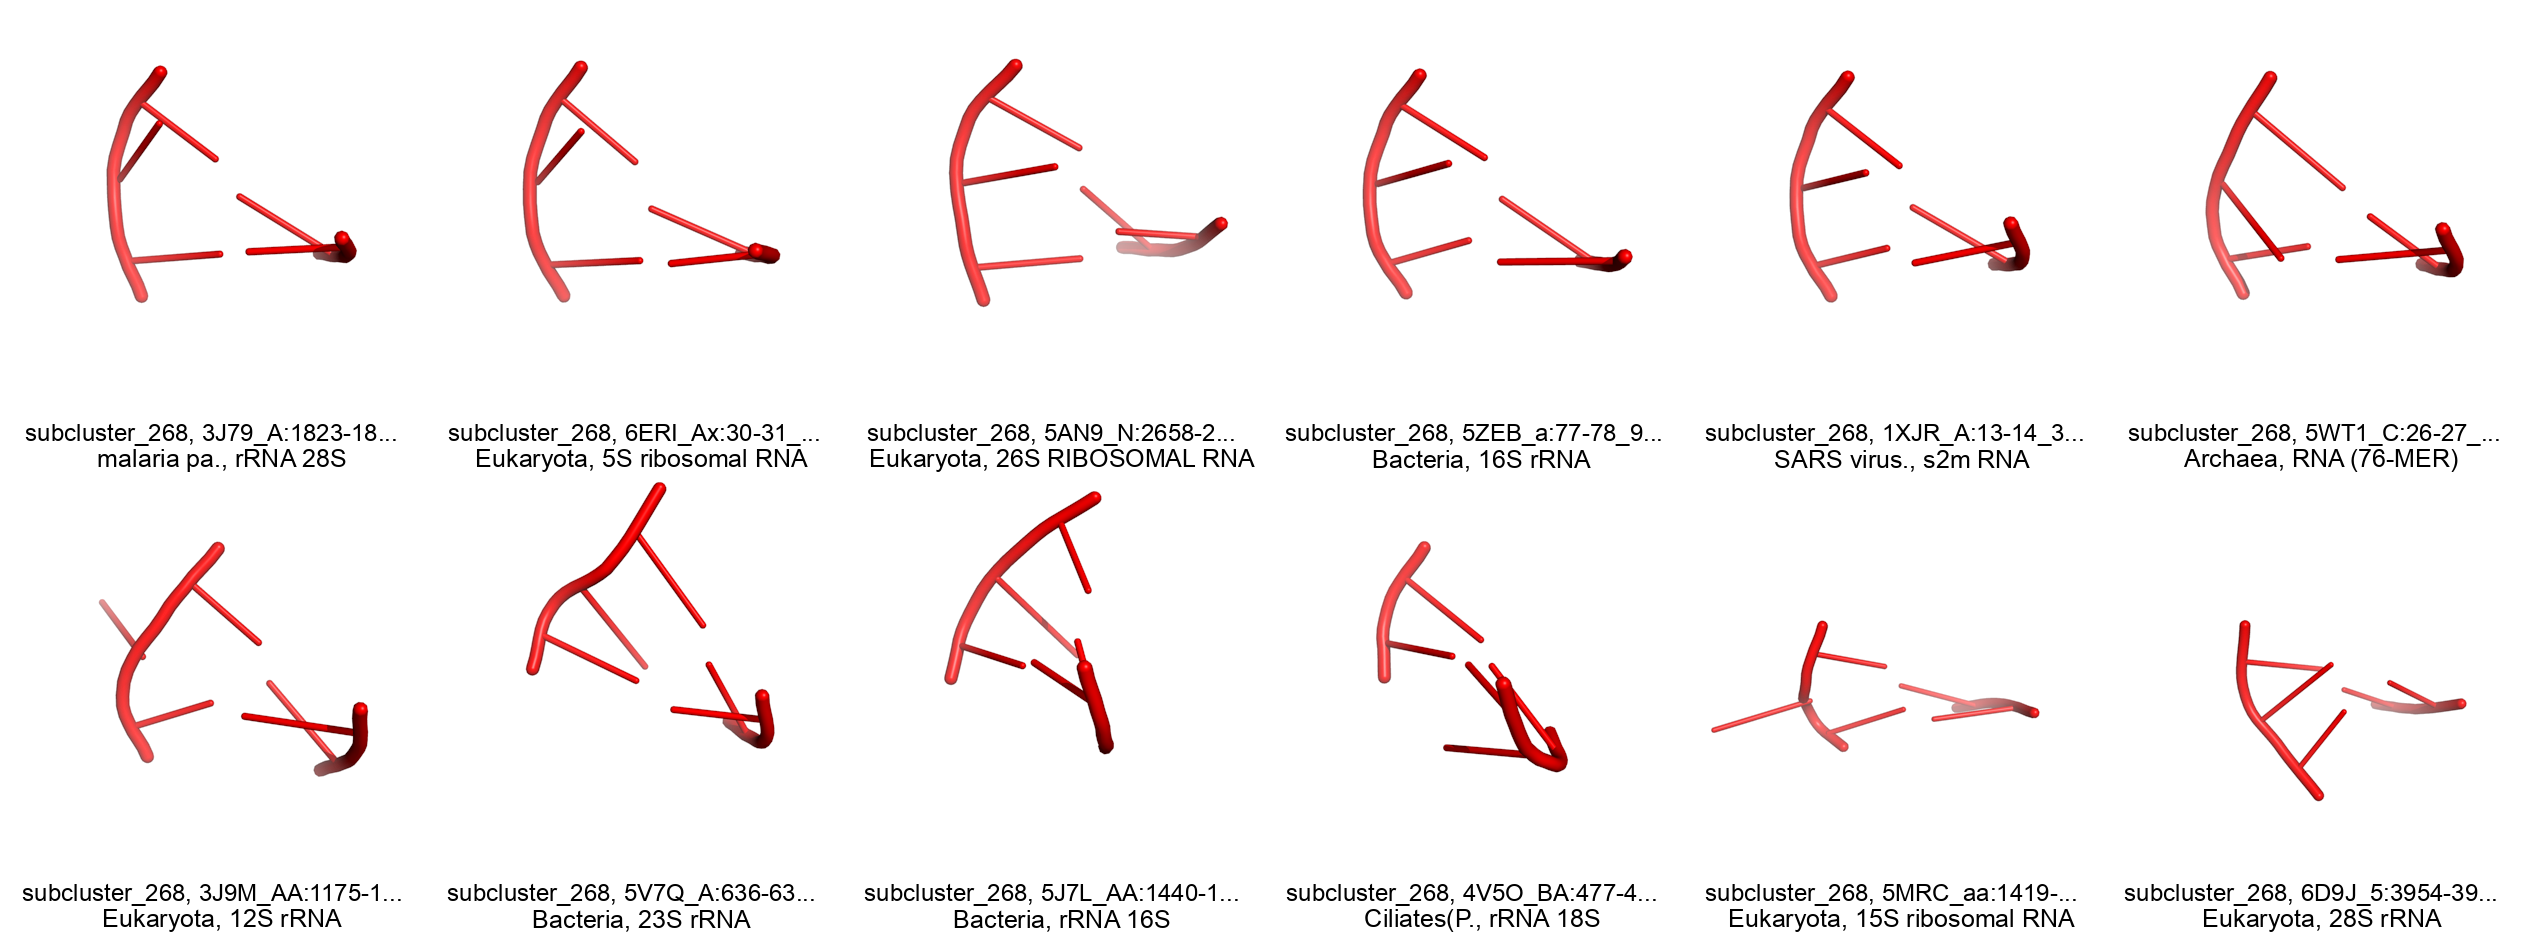 subcluster_268, 3J79_A:1823-18...
malaria pa., rRNA 28S
subcluster_268, 6ERI_Ax:30-31_...
Eukaryota, 5S ribosomal RNA
subcluster_268, 5AN9_N:2658-2...
Eukaryota, 26S RIBOSOMAL RNA
subcluster_268, 5ZEB_a:77-78_9...
Bacteria, 16S rRNA
subcluster_268, 1XJR_A:13-14_3...
SARS virus., s2m RNA
subcluster_268, 5WT1_C:26-27_...
Archaea, RNA (76-MER)
subcluster_268, 3J9M_AA:1175-1...
Eukaryota, 12S rRNA
subcluster_268, 5V7Q_A:636-63...
Bacteria, 23S rRNA
subcluster_268, 5J7L_AA:1440-1...
Bacteria, rRNA 16S
subcluster_268, 4V5O_BA:477-4...
Ciliates(P., rRNA 18S
subcluster_268, 5MRC_aa:1419-...
Eukaryota, 15S ribosomal RNA
subcluster_268, 6D9J_5:3954-39...
Eukaryota, 28S rRNA